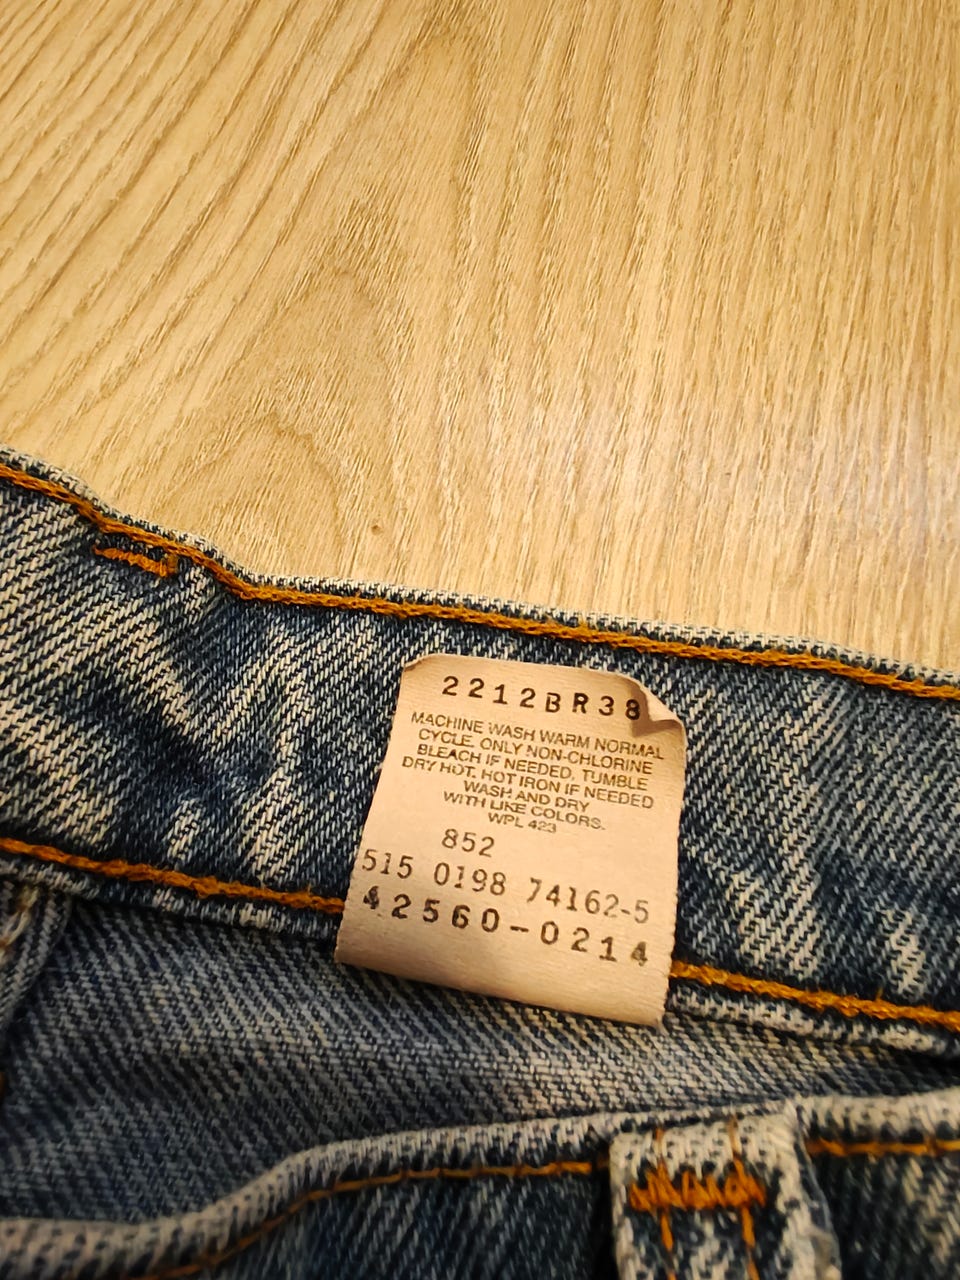 2212BR38
MACHINE WASH WARM NORMAL
CYCLE. ONLY NON-CHLORINE
BLEACH IF NEEDED. TUMBLE
DRY HOT. HOT IRON IF NEEDED
WASH AND DRY
WITH LIKE COLORS.
WPL 423
852
515 0198 74162-5
42560-0214